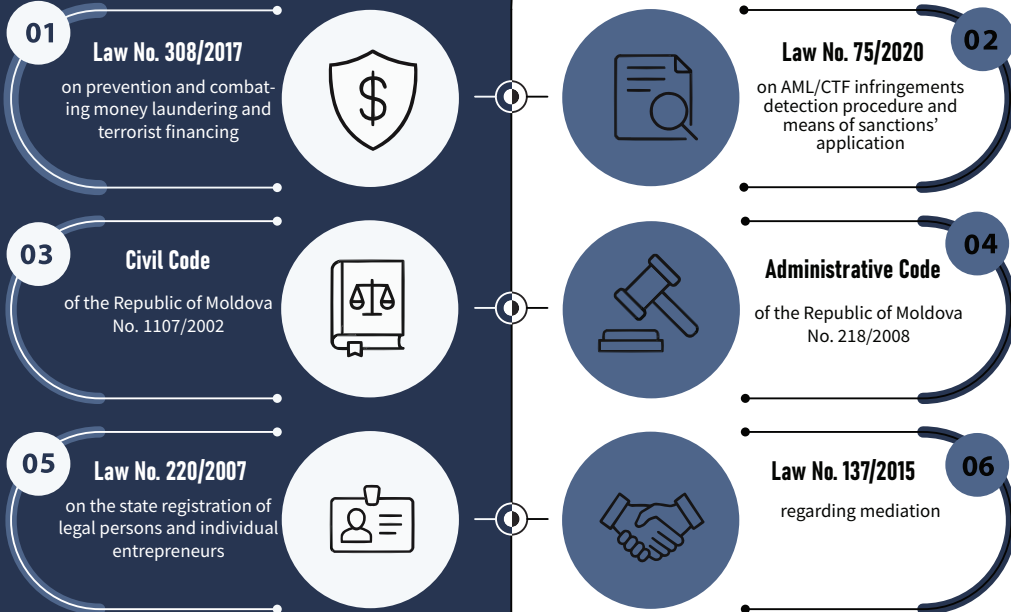 01
Law No. 308/2017
on prevention and combat-
ing money laundering and
terrorist financing
02
Law No. 75/2020
on AML/CTF infringements
detection procedure and
means of sanctions’
application
03
Civil Code
of the Republic of Moldova
No. 1107/2002
04
Administrative Code
of the Republic of Moldova
No. 218/2008
05
Law No. 220/2007
on the state registration of
legal persons and individual
entrepreneurs
06
Law No. 137/2015
regarding mediation